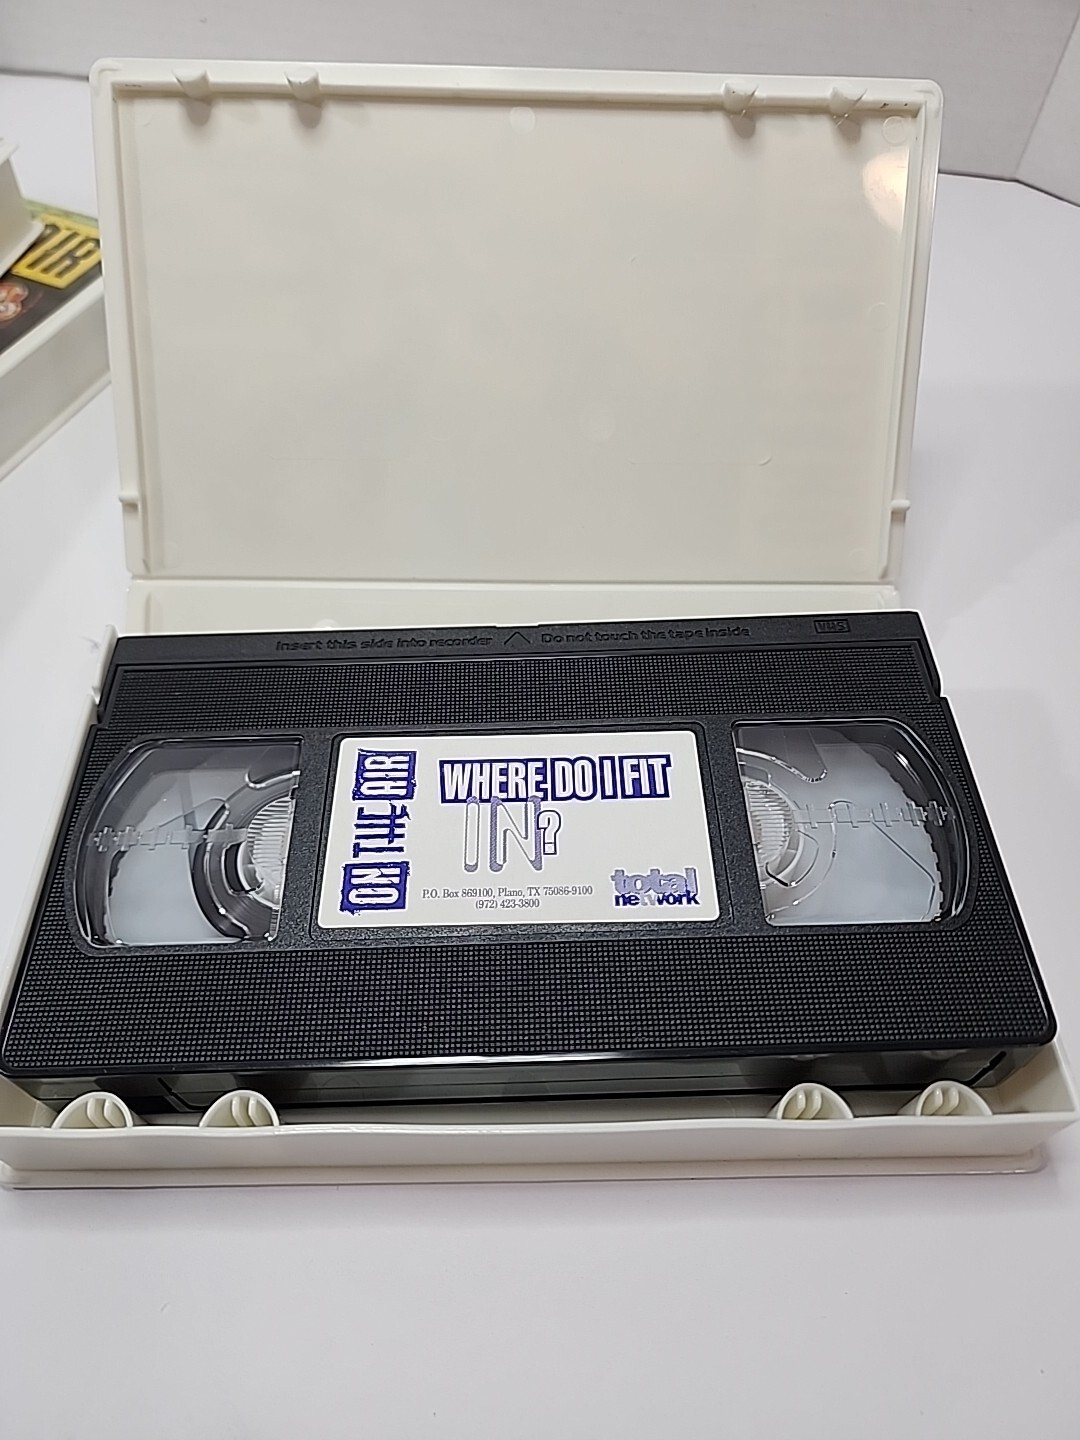 Insert this side into recorder Do not touch the tape inside VHS
ON THE AIR
WHERE DO I FIT
IN?
P.O. Box 869100, Plano, TX 75086-9100
(972) 423-3800
total
network